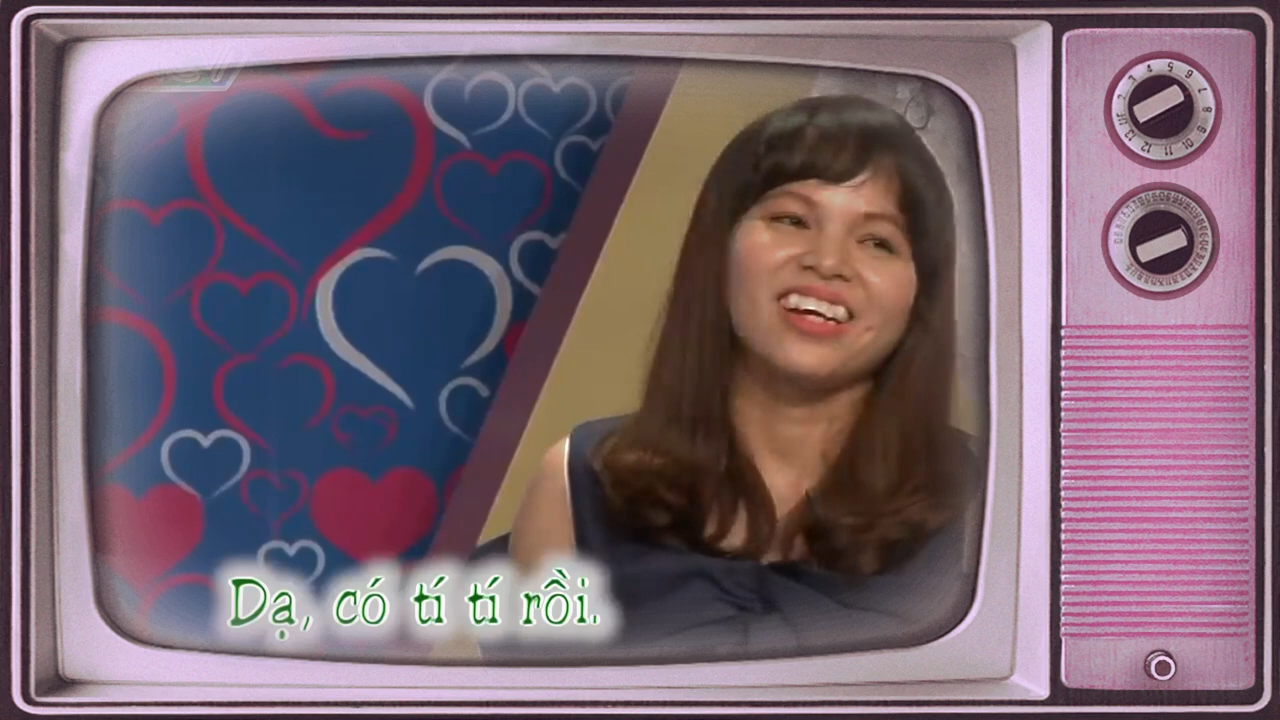 Dạ, có tí tí rồi.